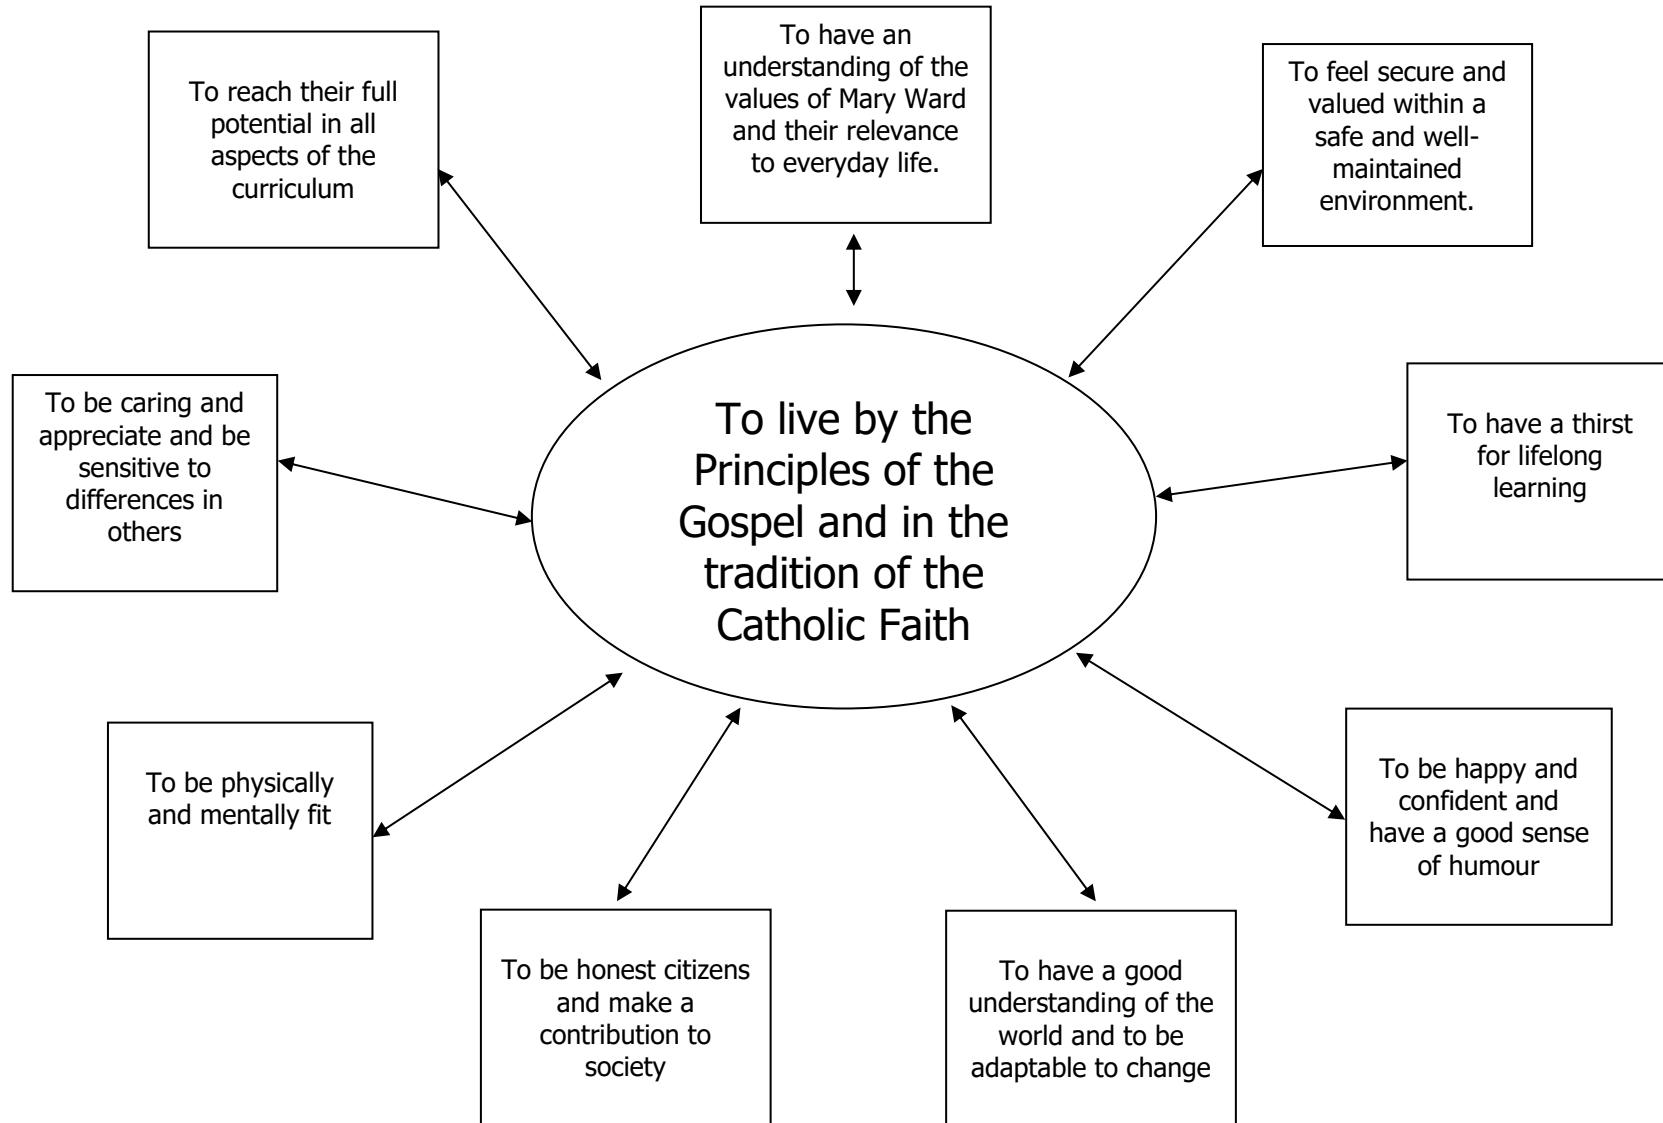 To have an
understanding of the
values of Mary Ward
and their relevance
to everyday life.
To reach their full
potential in all
aspects of the
curriculum
To feel secure and
valued within a
safe and well-
maintained
environment.
To be caring and
appreciate and be
sensitive to
differences in
others
To live by the
Principles of the
Gospel and in the
tradition of the
Catholic Faith
To have a thirst
for lifelong
learning
To be physically
and mentally fit
To be happy and
confident and
have a good sense
of humour
To be honest citizens
and make a
contribution to
society
To have a good
understanding of the
world and to be
adaptable to change